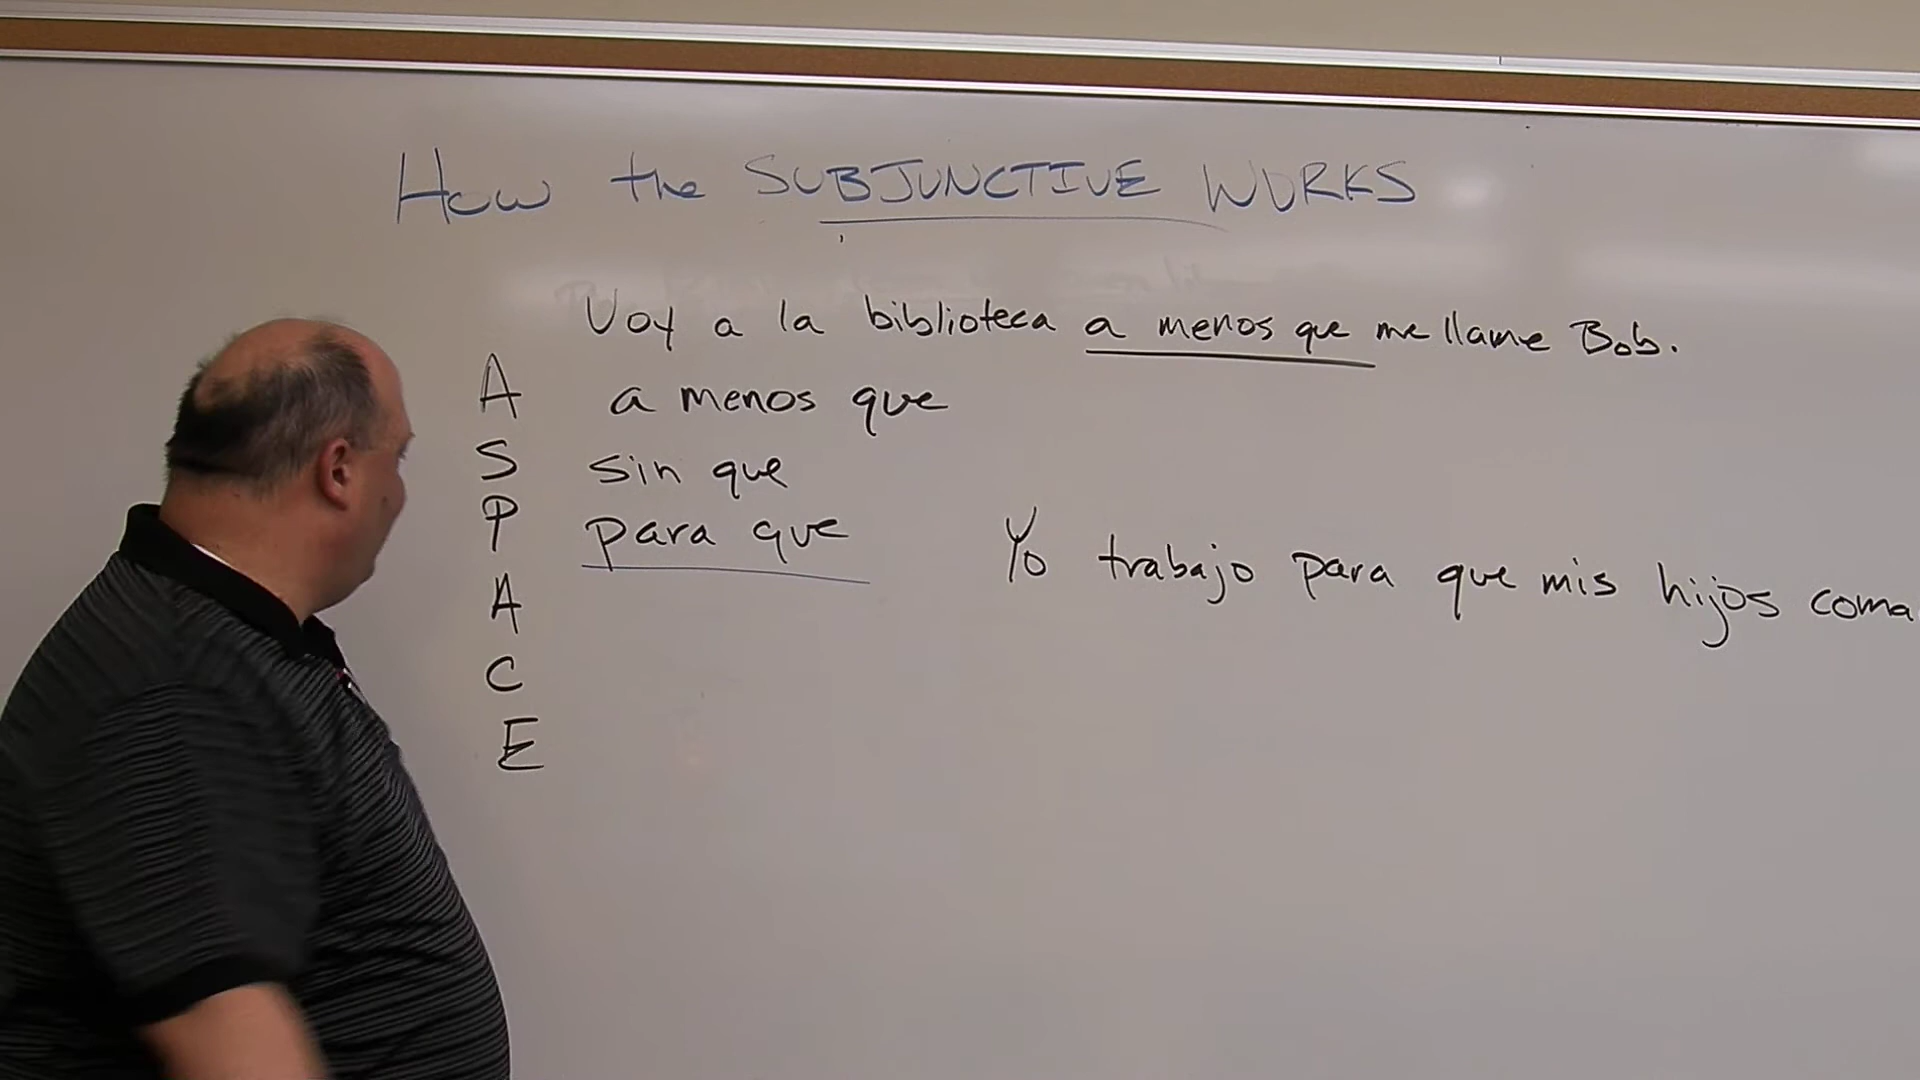 How the SUBJUNCTIVE WORKS
Voy a la biblioteca a menos que me llame Bob.
A a menos que
S sin que
P para que Yo trabajo para que mis hijos coma
A
C
E